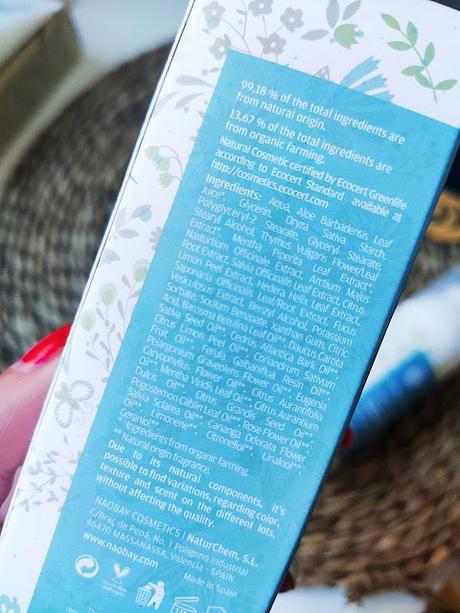 99,18 % of the total ingredients are
from natural origin.
13,67 % of the total ingredients are
from organic farming.
Natural Cosmetic certified by Ecocert Greenlife
according to Ecocert Standard available at
http://cosmetics.ecocert.com
Ingredients: Aqua, Aloe Barbadensis Leaf
Juice*, Glycerin, Oryza Sativa Starch,
Polyglyceryl-2 Stearate, Glyceryl Stearate,
Stearyl Alcohol, Thymus Vulgaris Flower/Leaf
Extract*, Mentha Piperita Leaf Extract*,
Nasturtium Officinale Extract, Arctium Majus
Root Extract, Salvia Officinalis Leaf Extract, Citrus
Limon Peel Extract, Hedera Helix Leaf Extract,
Saponaria Officinalis Leaf/Root Extract, Fucus
Vesiculosus Extract, Benzyl Alcohol, Potassium
Sorbate, Sodium Benzoate, Xanthan Gum, Citric
Acid, Borosma Betulina Leaf Oil**, Daucus Carota
Sativa Seed Oil**, Cedrus Atlantica Bark Oil**,
Citrus Limon Peel Oil**, Coriandrum Sativum
Fruit Oil**, Ferula Galbaniflua Resin Oil**,
Pelargonium Graveolens Flower Oil**, Eugenia
Caryophyllus Flower Oil**, Citrus Aurantifolia
Oil**, Mentha Viridis Leaf Oil**, Citrus Aurantium
Dulcis Oil**, Citrus Grandis Seed Oil**,
Pogostemon Cablin Leaf Oil**, Rose Flower Oil**,
Salvia Sclarea Oil**, Cananga Odorata Flower
Oil**, Limonene**, Citronellol**, Linalool**,
Geraniol**.
*Ingredients from organic farming.
** Natural origin fragrance.
Due to its natural components, it's
possible to find variations, regarding color,
texture and scent on the different lots,
without affecting the quality.
NAOBAY COSMETICS / NaturChem, S.L.
C/Braç de Pena, No. 1 Polígono Industrial
46470 MASSANASSA, Valencia - SPAIN
www.naobay.com
Made in Spain